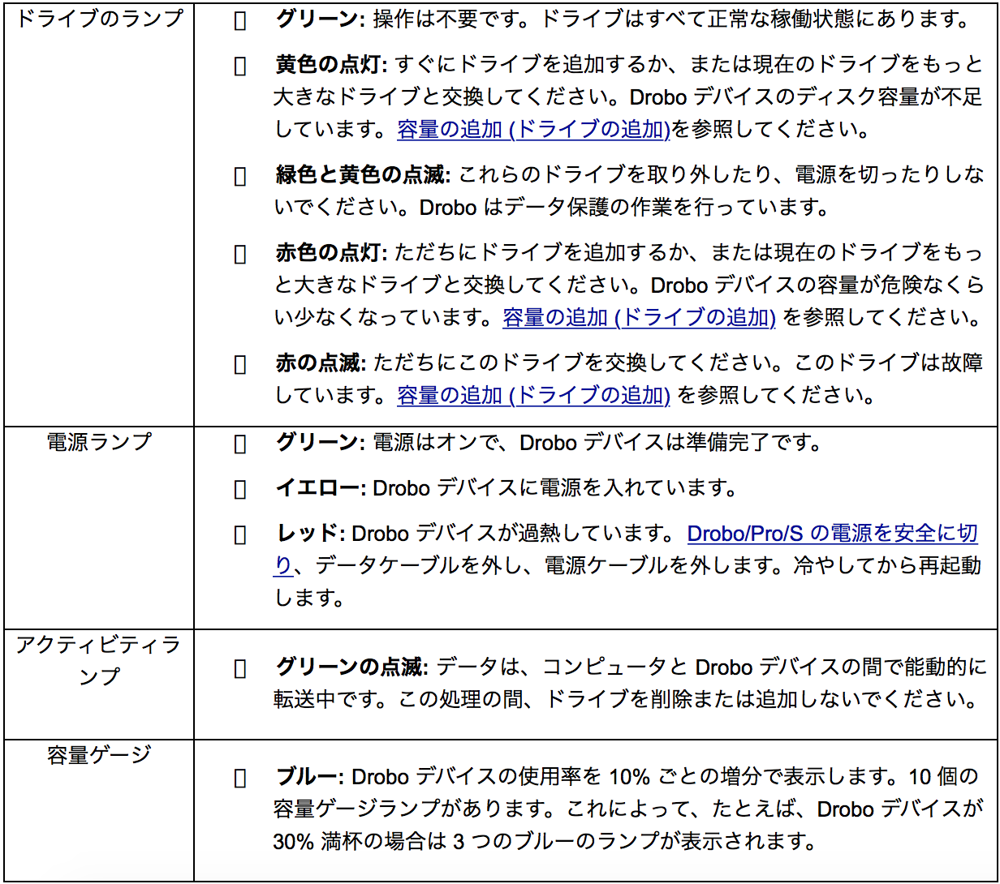 ドライブのランプ
グリーン: 操作は不要です。ドライブはすべて正常な稼働状態にあります。
黄色の点灯: すぐにドライブを追加するか、または現在のドライブをもっと
大きなドライブと交換してください。Drobo デバイスのディスク容量が不足
しています。容量の追加 (ドライブの追加)を参照してください。
緑色と黄色の点滅: これらのドライブを取り外したり、電源を切ったりしな
いでください。Drobo はデータ保護の作業を行っています。
赤色の点灯: ただちにドライブを追加するか、または現在のドライブをもっ
と大きなドライブと交換してください。Drobo デバイスの容量が危険なくら
い少なくなっています。容量の追加 (ドライブの追加) を参照してください。
赤の点滅: ただちにこのドライブを交換してください。このドライブは故障
しています。容量の追加 (ドライブの追加) を参照してください。
電源ランプ
グリーン: 電源はオンで、Drobo デバイスは準備完了です。
イエロー: Drobo デバイスに電源を入れています。
レッド: Drobo デバイスが過熱しています。 Drobo/Pro/S の電源を安全に切
り、データケーブルを外し、電源ケーブルを外します。冷やしてから再起動
します。
アクティビティラ
ンプ
グリーンの点滅: データは、コンピュータと Drobo デバイスの間で能動的に
転送中です。この処理の間、ドライブを削除または追加しないでください。
容量ゲージ
ブルー: Drobo デバイスの使用率を 10% ごとの増分で表示します。10 個の
容量ゲージランプがあります。これによって、たとえば、Drobo デバイスが
30% 満杯の場合は 3 つのブルーのランプが表示されます。